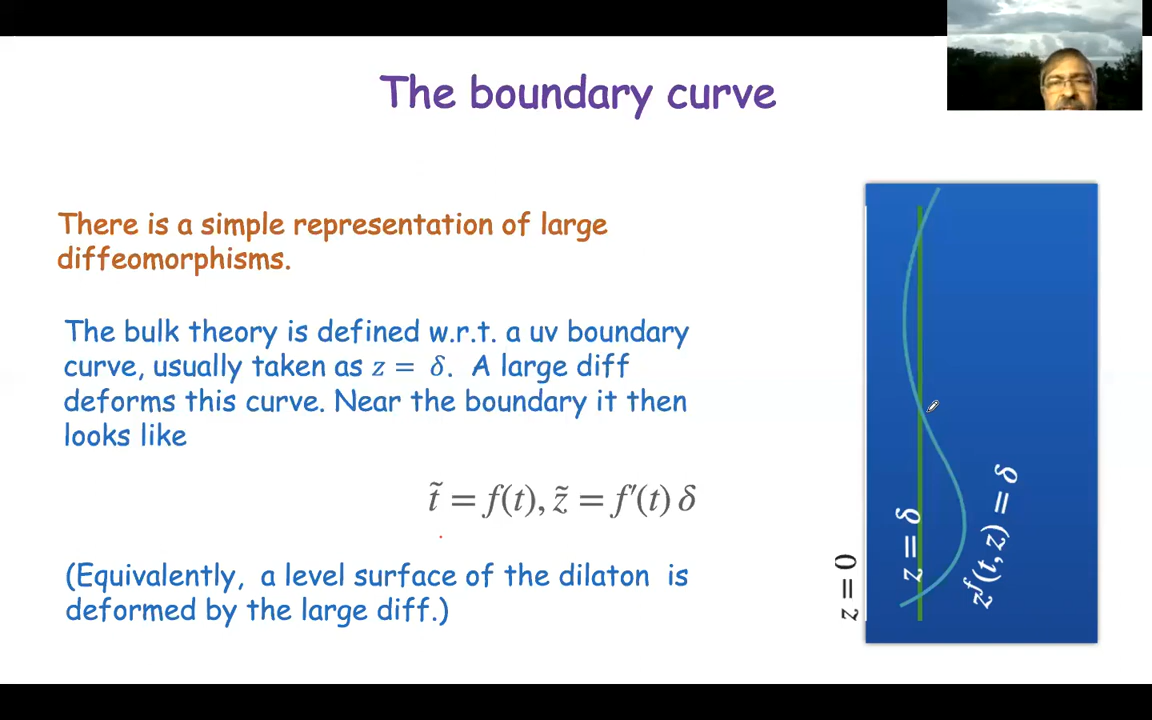 The boundary curve
There is a simple representation of large
diffeomorphisms.
The bulk theory is defined w.r.t. a uv boundary
curve, usually taken as z = δ. A large diff
deforms this curve. Near the boundary it then
looks like
t̃ = f(t), z̃ = f′(t) δ
(Equivalently, a level surface of the dilaton is
deformed by the large diff.)
z = 0
z = δ
zᶠ(t, z) = δ